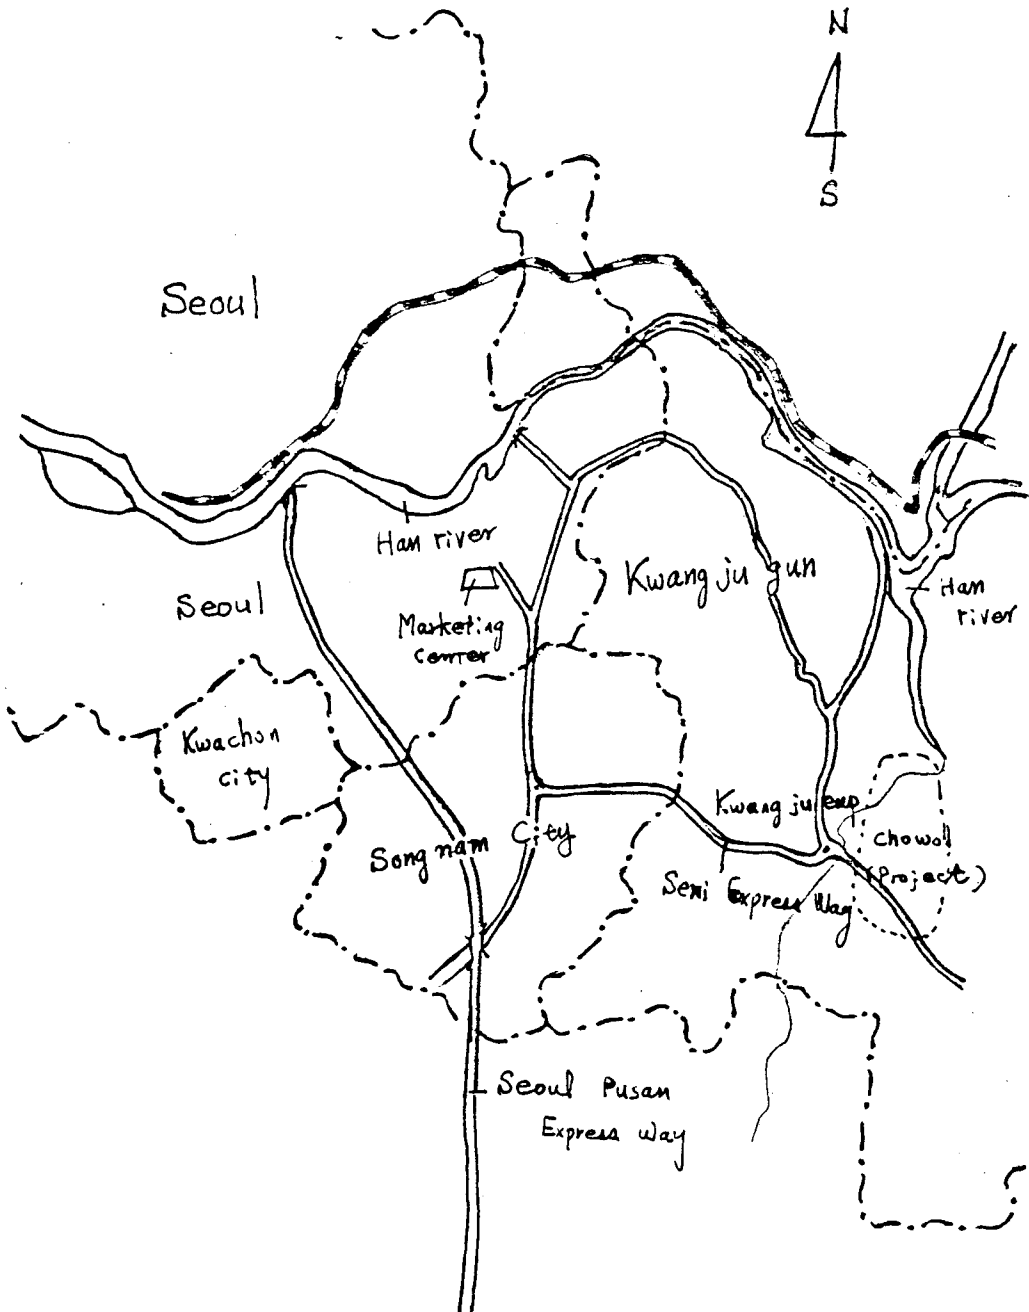 N
S
Seoul
Han river
Kwang ju gun
Seoul
Marketing
Center
Han
river
Kwachon
city
Kwang ju eup
Song nam City
Chowol
(Project)
Semi Express Way
Seoul Pusan
Express Way